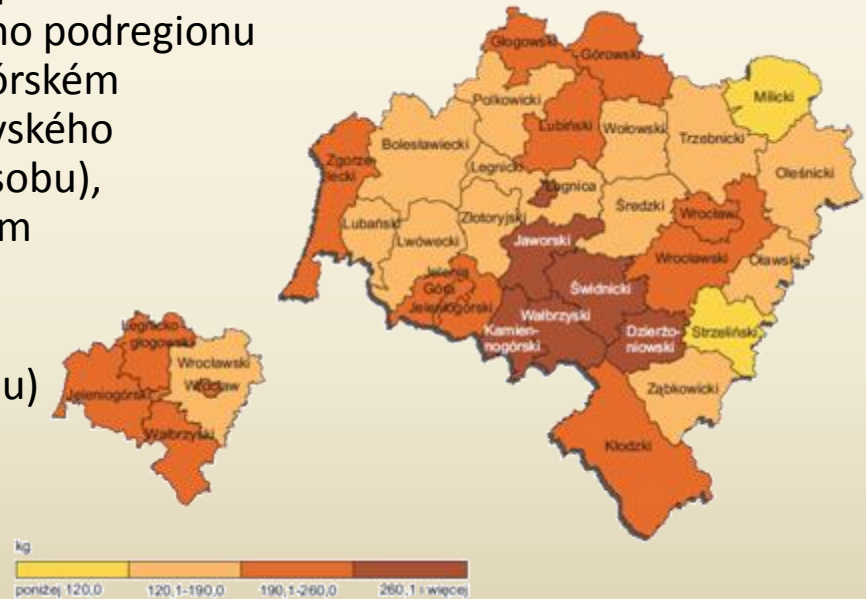 ho podregionu
órském
yského
sobu),
m
u)
Głogowski
Górowski
Milicki
Polkowicki
Lubiński
Wołowski
Trzebnicki
Bolesławiecki
Zgorze-
lecki
Legnicki
Legnica
Oleśnicki
Lubański
Złotoryjski
Średzki
Wrocław
Lwówecki
Jaworski
Wrocławski
Oławski
Jelenia
Góra
Świdnicki
Jeleniogórski
Wałbrzyski
Kamien-
nogórski
Dzierżo-
niowski
Strzeliński
Ząbkowicki
Kłodzki
Legnicko-
głogowski
Wrocławski
Wrocław
Jeleniogórski
Wałbrzyski
kg
poniżej 120,0 120,1-190,0 190,1-260,0 260,1 i więcej